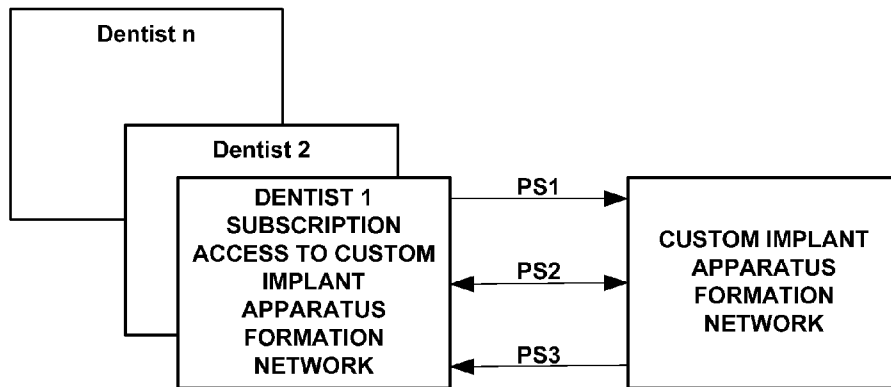 Dentist n
Dentist 2
DENTIST 1
SUBSCRIPTION
ACCESS TO CUSTOM
IMPLANT
APPARATUS
FORMATION
NETWORK
PS1
PS2
PS3
CUSTOM IMPLANT
APPARATUS
FORMATION
NETWORK